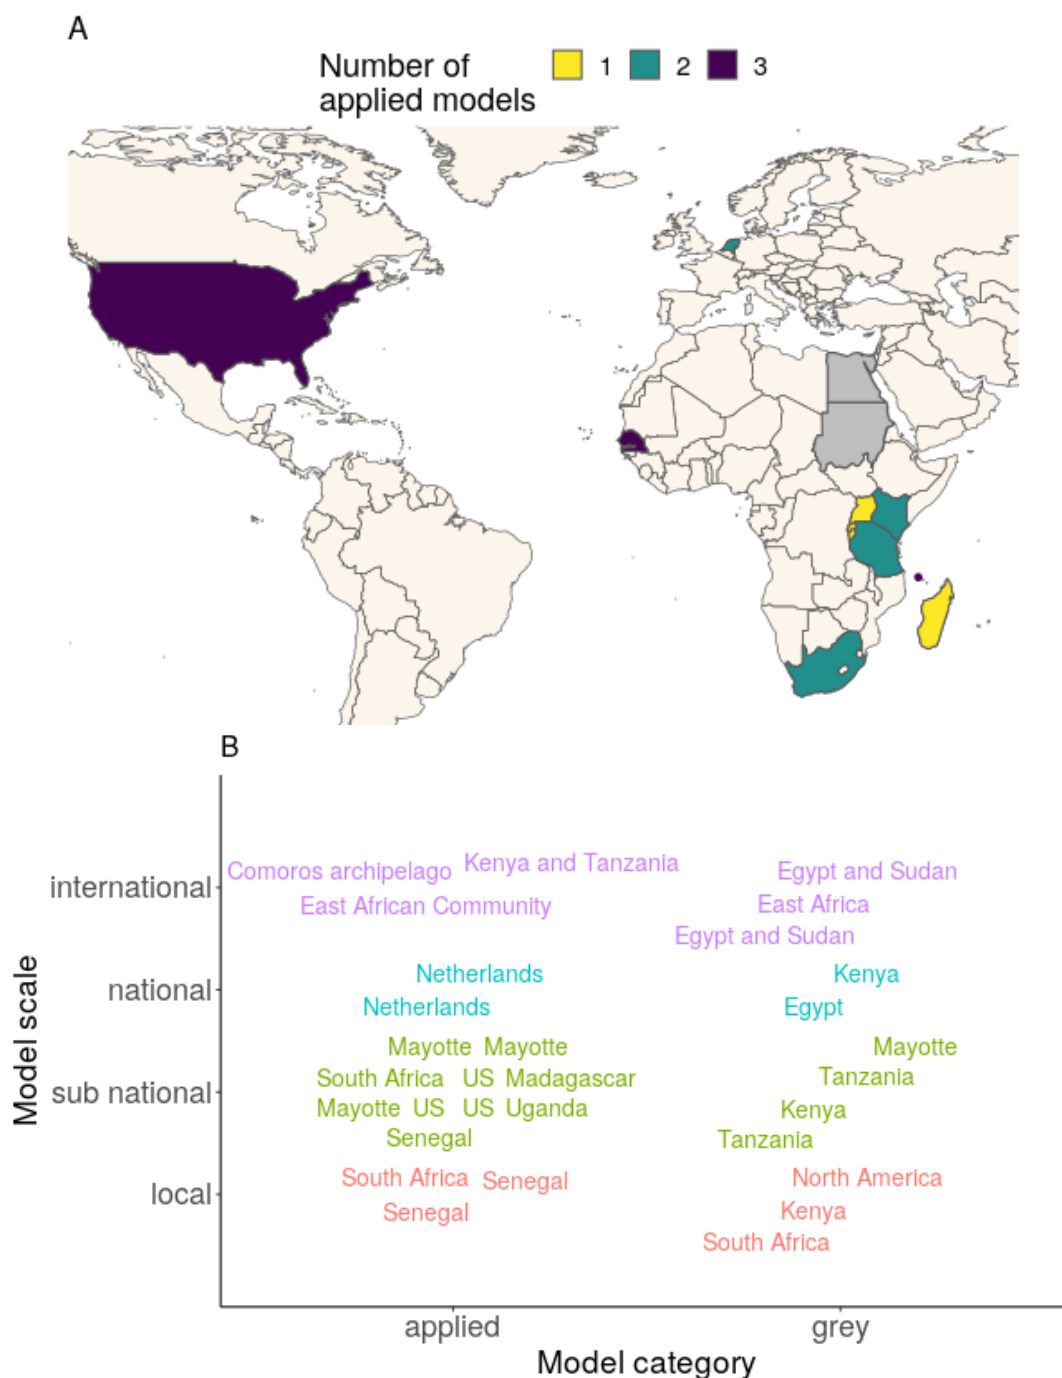 A
Number of
applied models
1 2 3
B
Model scale
international
national
sub national
local
Comoros archipelago Kenya and Tanzania Egypt and Sudan
East African Community East Africa
Egypt and Sudan
Netherlands Kenya
Netherlands Egypt
Mayotte Mayotte Mayotte
South Africa US Madagascar Tanzania
Mayotte US US Uganda Kenya
Senegal Tanzania
South Africa Senegal North America
Senegal Kenya
South Africa
applied grey
Model category